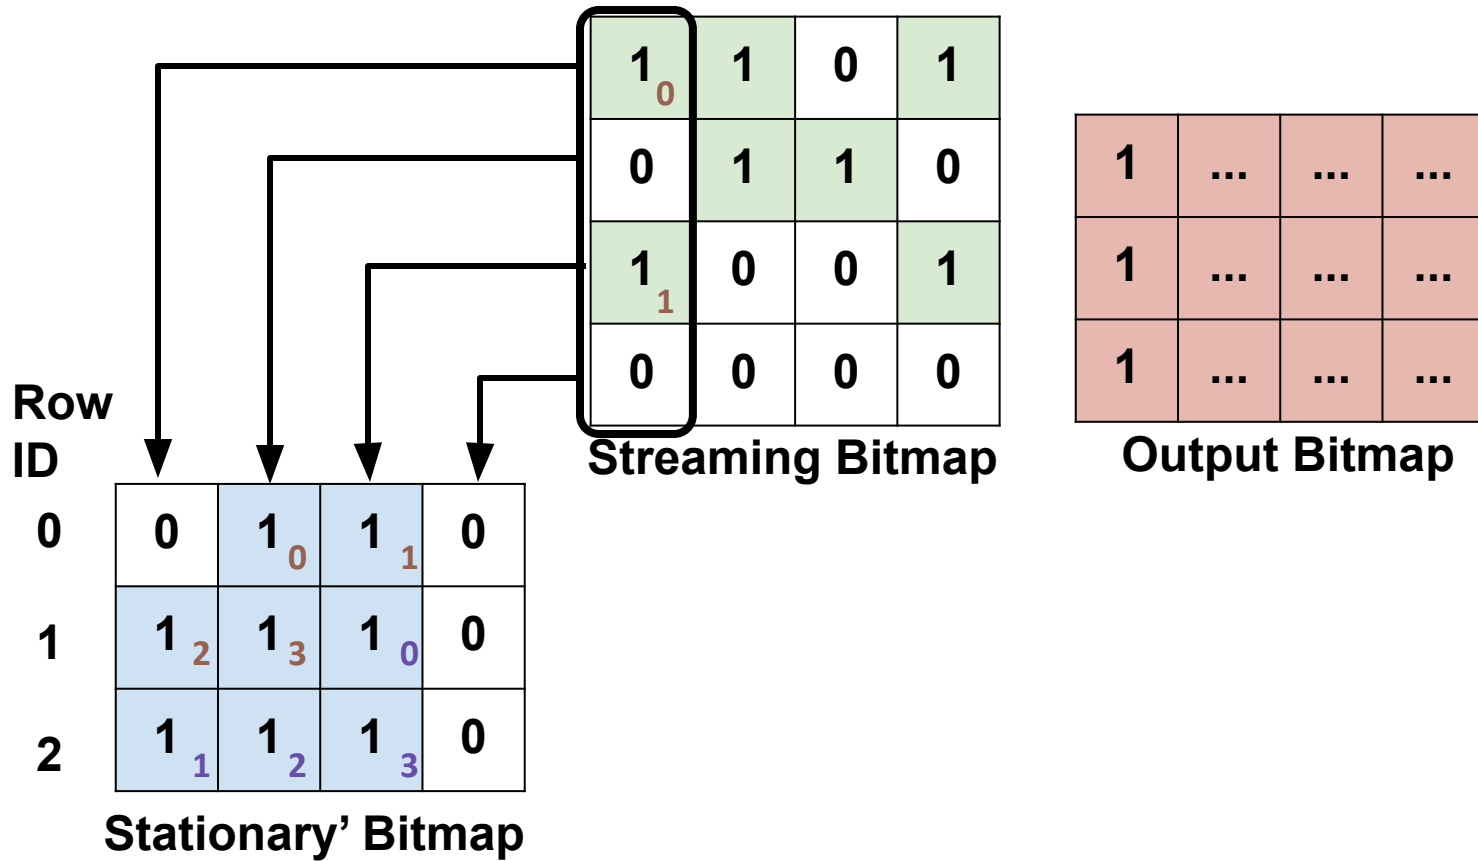 1 0 1 0 1
0 1 1 0
1 1 0 0 1
0 0 0 0
Streaming Bitmap
1 ... ... ...
1 ... ... ...
1 ... ... ...
Output Bitmap
Row
ID
0 0 1 0 1 1 0
1 1 2 1 3 1 0 0
2 1 1 1 2 1 3 0
Stationary’ Bitmap